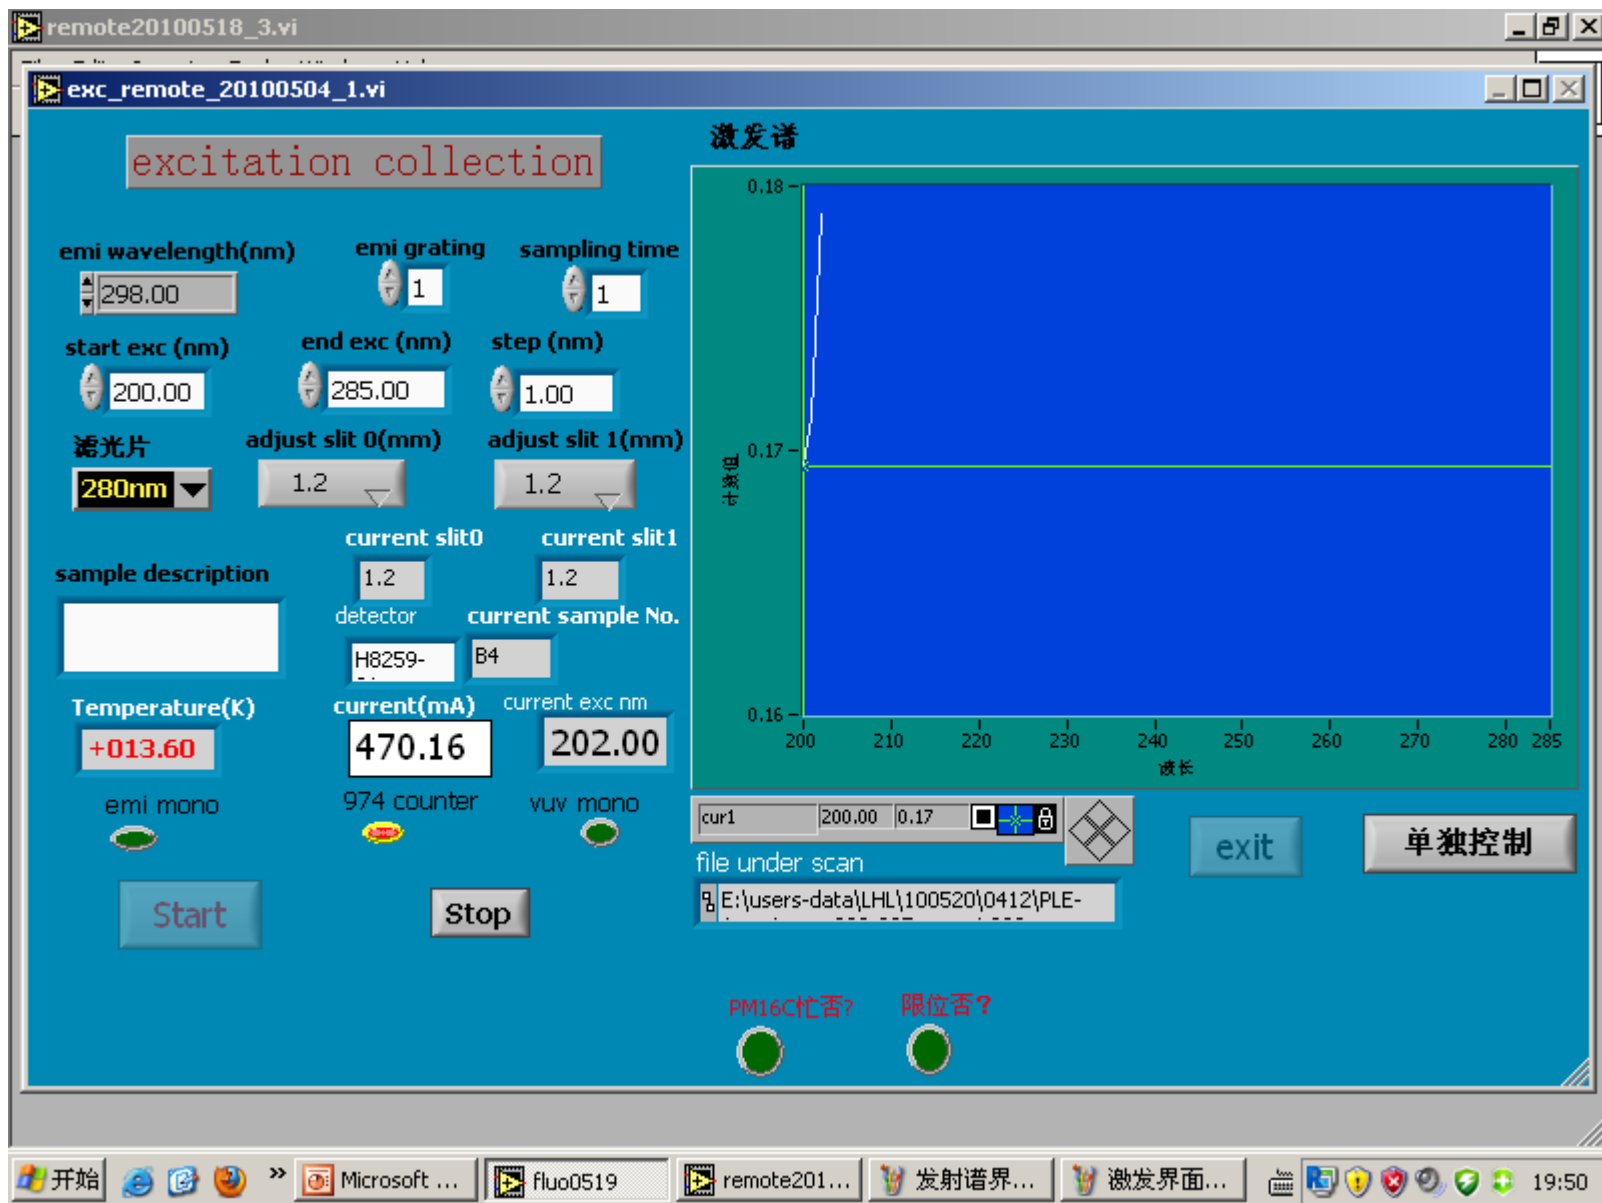 remote20100518_3.vi
exc_remote_20100504_1.vi
excitation collection
激发谱
emi wavelength(nm)
emi grating
sampling time
298.00
1
1
start exc (nm)
end exc (nm)
step (nm)
200.00
285.00
1.00
滤光片
adjust slit 0(mm)
adjust slit 1(mm)
280nm
1.2
1.2
current slit0
current slit1
1.2
1.2
sample description
detector
current sample No.
H8259-
B4
Temperature(K)
current(mA)
current exc nm
+013.60
470.16
202.00
emi mono
974 counter
vuv mono
Start
Stop
0.18
0.17
0.16
计数值
200
210
220
230
240
250
260
270
280
285
波长
cur1
200.00
0.17
file under scan
E:\users-data\LHL\100520\0412\PLE-
exit
单独控制
PM16C忙否?
限位否?
开始
Microsoft ...
fluo0519
remote201...
发射谱界...
激发界面...
19:50